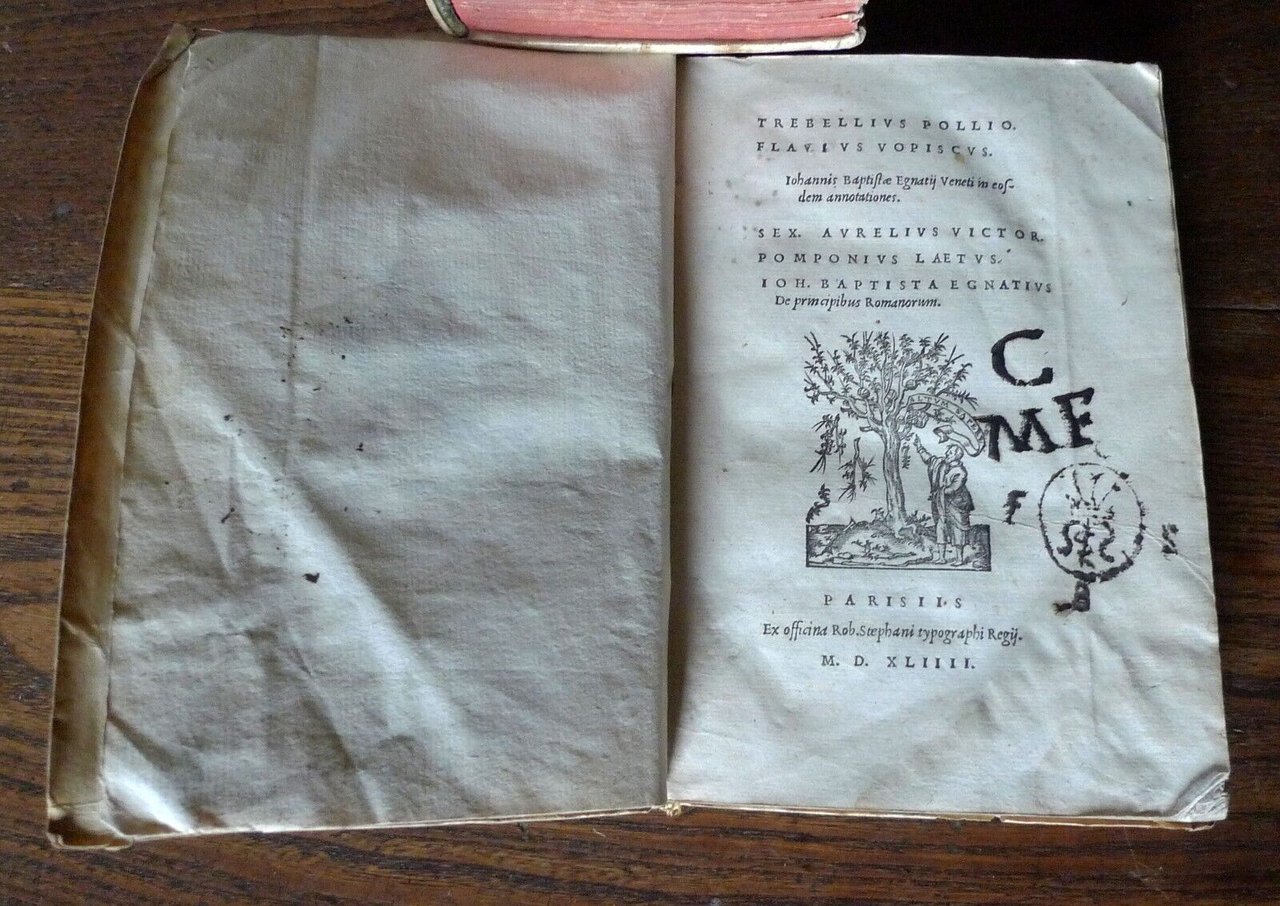 TREBELLIVS POLLIO.
FLAVIVS VOPISCVS.
Iohannis Baptistæ Egnatij Veneti in eos-
dem annotationes.
SEX. AVRELIVS VICTOR.
POMPONIVS LAETVS.
IOH. BAPTISTA EGNATIVS
De principibus Romanorum.
C
MF
F
PARISIIS
Ex officina Rob. Stephani typographi Regij.
M. D. XLIIII.